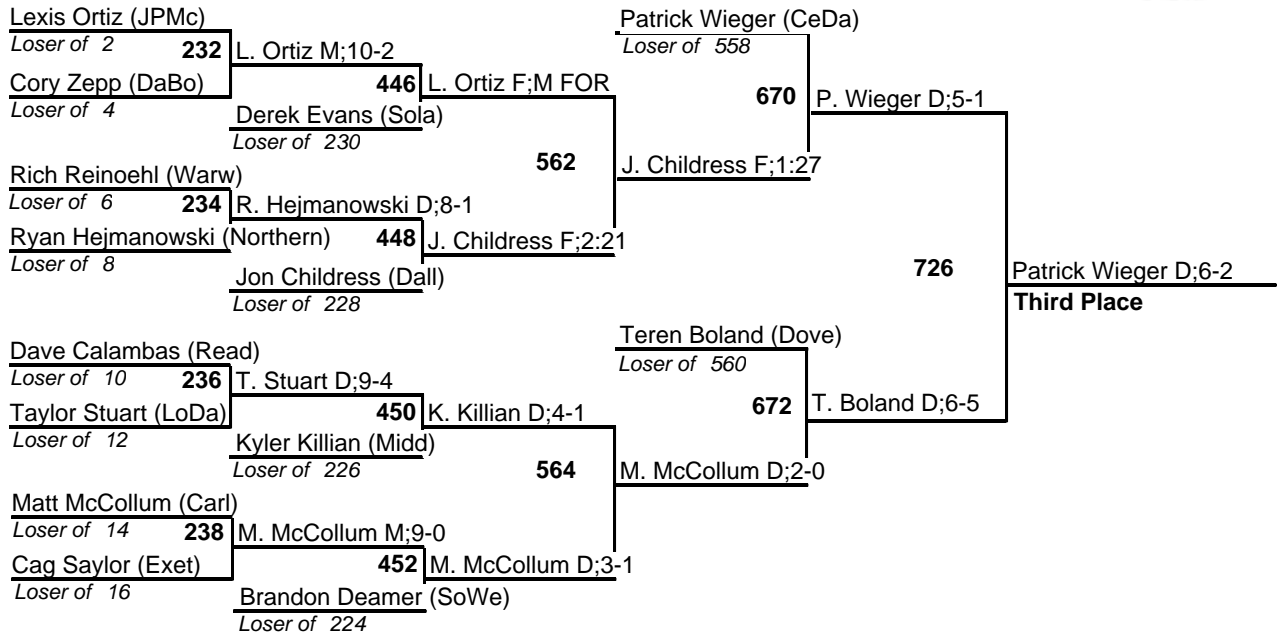 Lexis Ortiz (JPMc)
Loser of 2
232
L. Ortiz M;10-2
Cory Zepp (DaBo)
Loser of 4
446
L. Ortiz F;M FOR
Derek Evans (Sola)
Loser of 230
562
Rich Reinoehl (Warw)
Loser of 6
234
R. Hejmanowski D;8-1
Ryan Hejmanowski (Northern)
Loser of 8
448
J. Childress F;2:21
Jon Childress (Dall)
Loser of 228
Patrick Wieger (CeDa)
Loser of 558
670
P. Wieger D;5-1
J. Childress F;1:27
726
Patrick Wieger D;6-2
Third Place
Dave Calambas (Read)
Loser of 10
236
T. Stuart D;9-4
Taylor Stuart (LoDa)
Loser of 12
450
K. Killian D;4-1
Kyler Killian (Midd)
Loser of 226
564
Matt McCollum (Carl)
Loser of 14
238
M. McCollum M;9-0
Cag Saylor (Exet)
Loser of 16
452
M. McCollum D;3-1
Brandon Deamer (SoWe)
Loser of 224
Teren Boland (Dove)
Loser of 560
672
T. Boland D;6-5
M. McCollum D;2-0